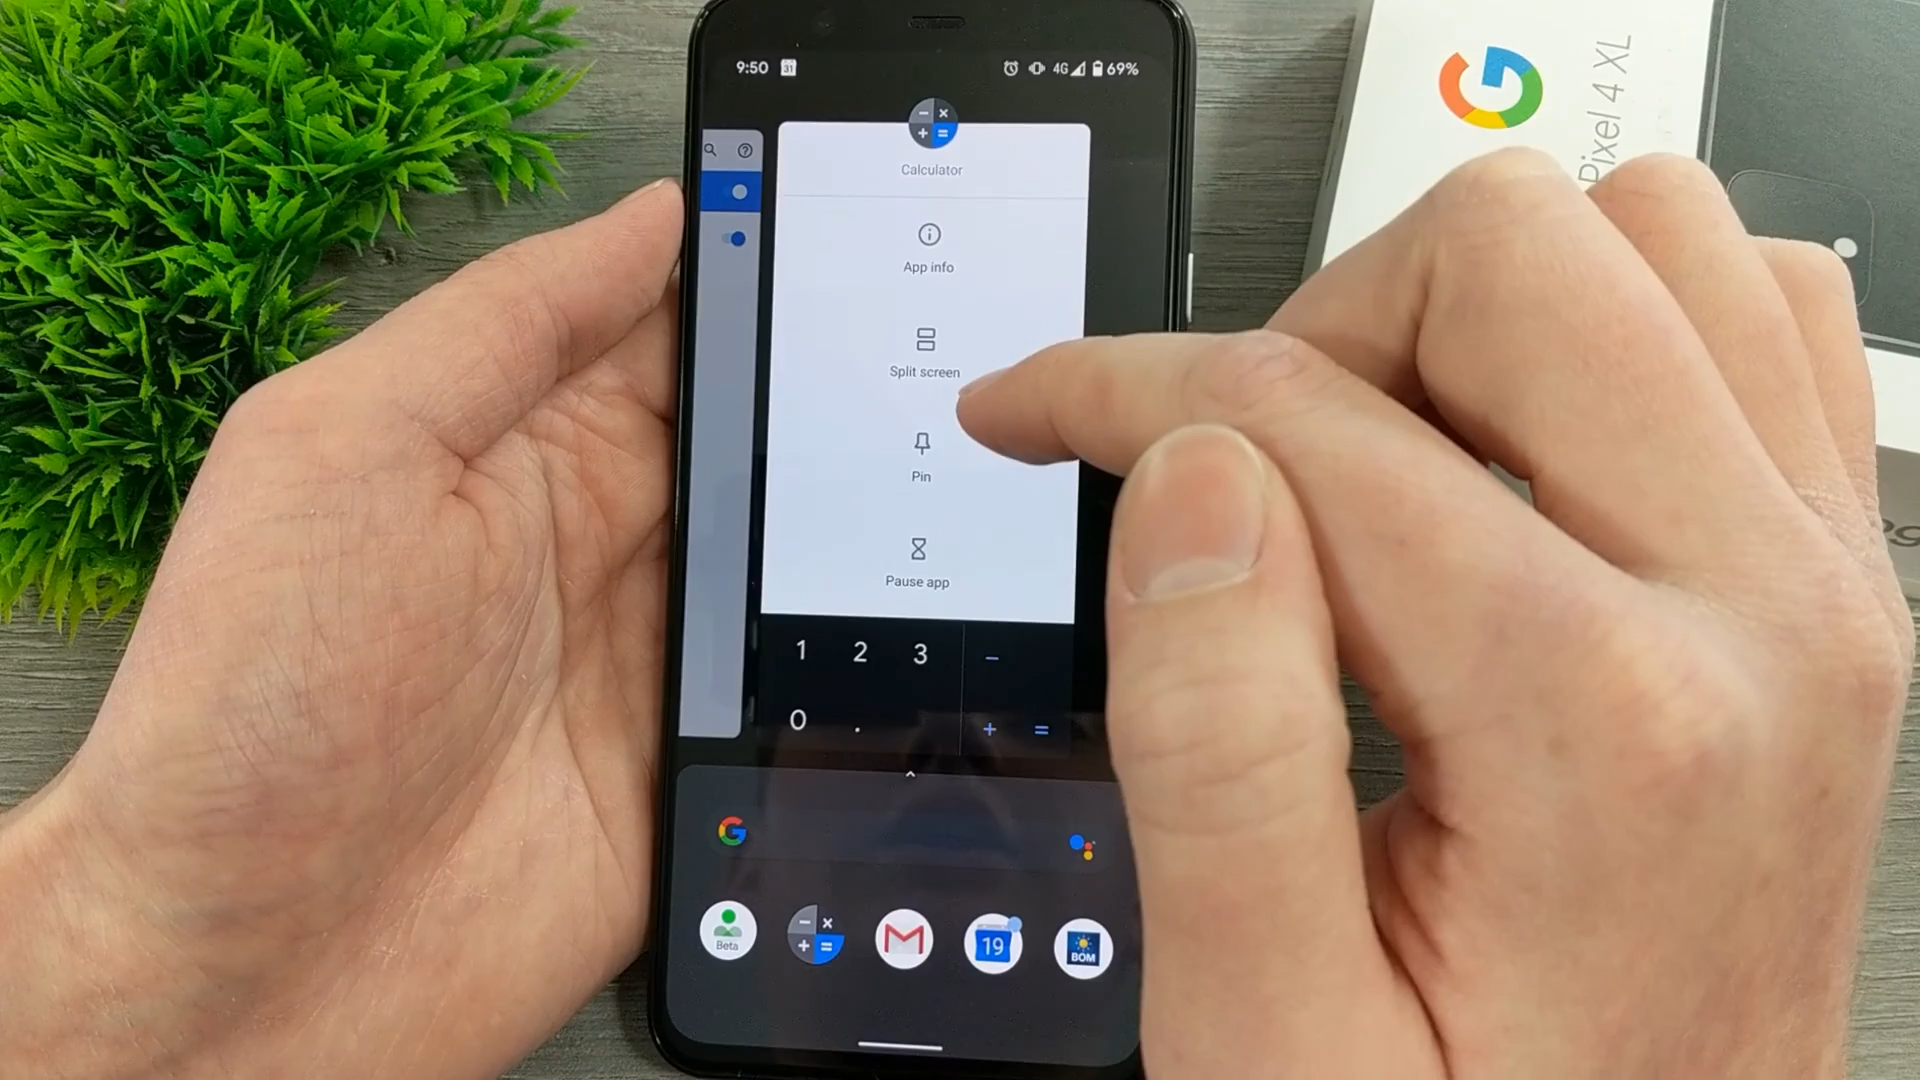 9:50 31 4G 69%
Calculator
App info
Split screen
Pin
Pause app
1 2 3 −
0 . + =
Beta
19
BOM
Pixel 4 XL